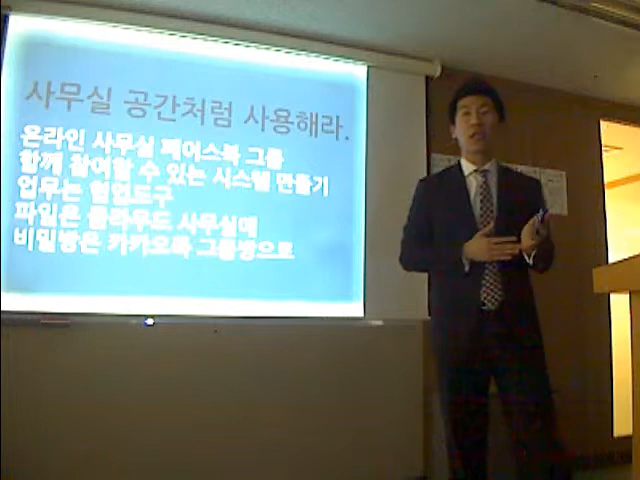 사무실 공간처럼 사용해라.
온라인 사무실 페이스북 그룹
함께 참여할 수 있는 시스템 만들기
업무는 협업도구
파일은 클라우드 사무실에
비밀방은 카카오톡 그룹방으로